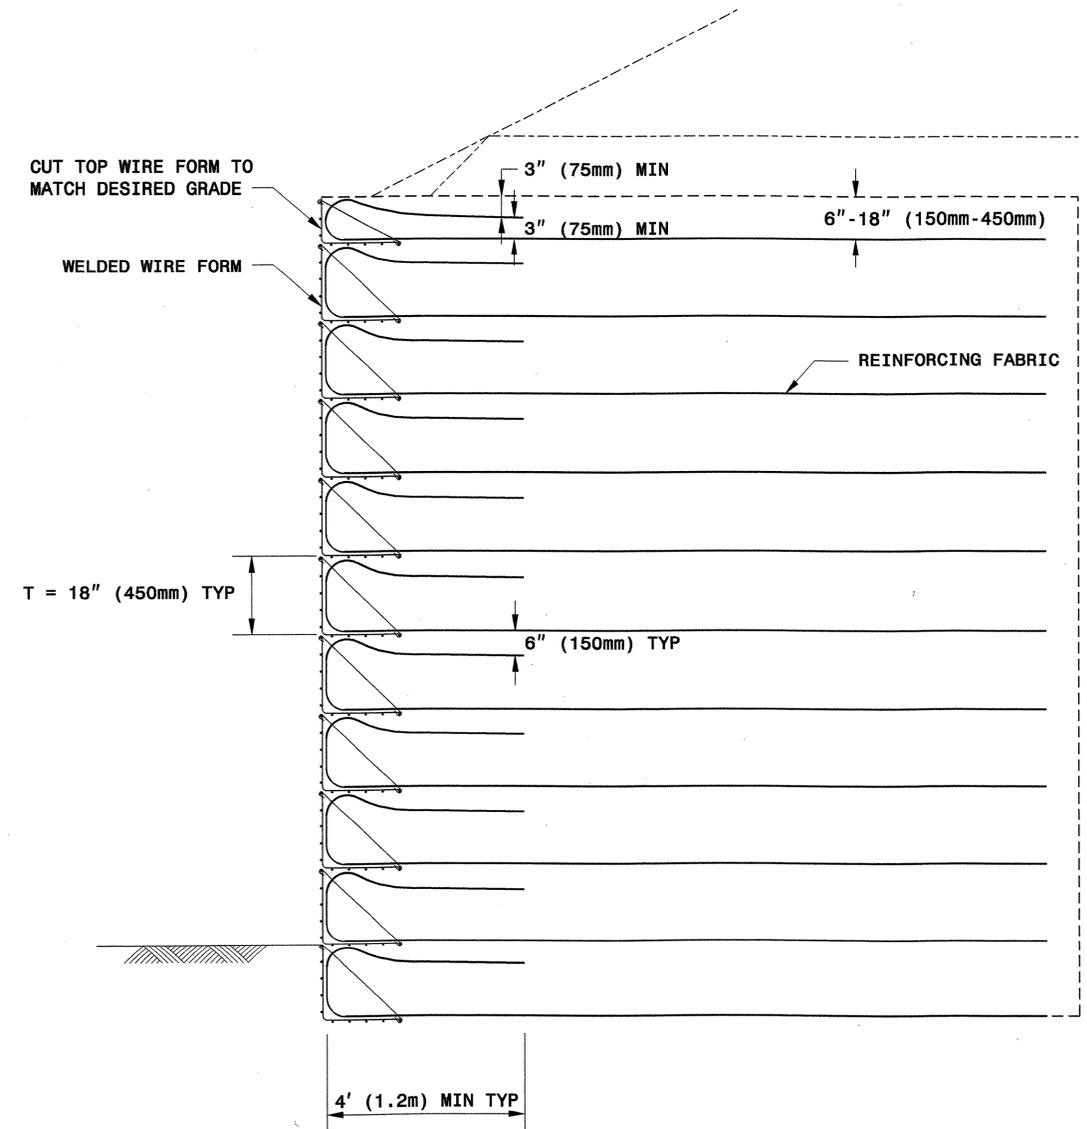 CUT TOP WIRE FORM TO
MATCH DESIRED GRADE
3" (75mm) MIN
6"-18" (150mm-450mm)
3" (75mm) MIN
WELDED WIRE FORM
REINFORCING FABRIC
T = 18" (450mm) TYP
6" (150mm) TYP
4' (1.2m) MIN TYP